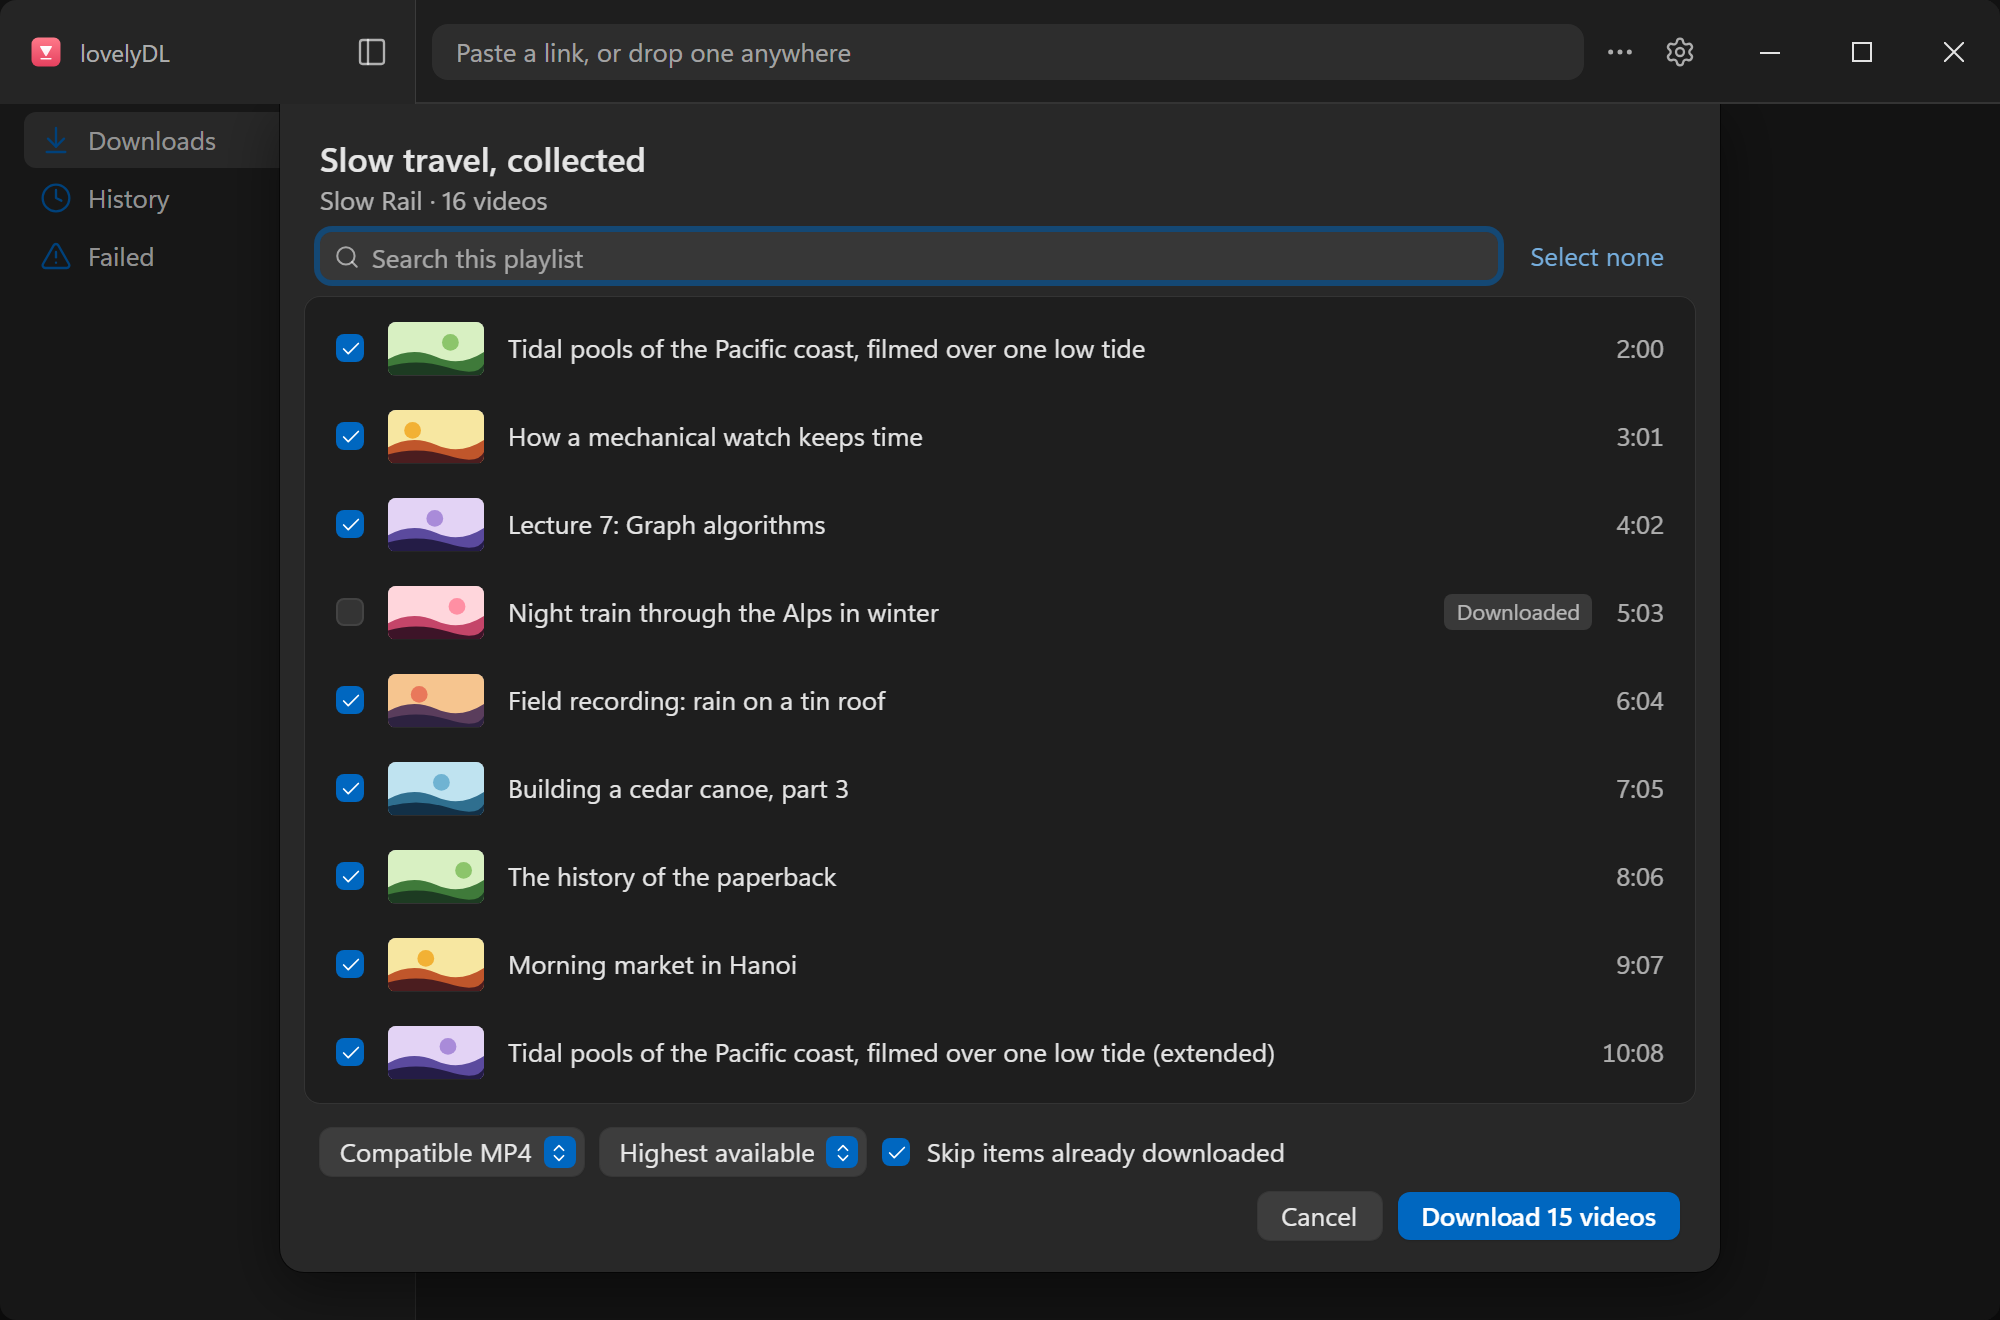 lovelyDL
Paste a link, or drop one anywhere
Downloads
History
Failed
Slow travel, collected
Slow Rail · 16 videos
Search this playlist
Select none
Tidal pools of the Pacific coast, filmed over one low tide 2:00
How a mechanical watch keeps time 3:01
Lecture 7: Graph algorithms 4:02
Night train through the Alps in winter Downloaded 5:03
Field recording: rain on a tin roof 6:04
Building a cedar canoe, part 3 7:05
The history of the paperback 8:06
Morning market in Hanoi 9:07
Tidal pools of the Pacific coast, filmed over one low tide (extended) 10:08
Compatible MP4 Highest available Skip items already downloaded
Cancel Download 15 videos